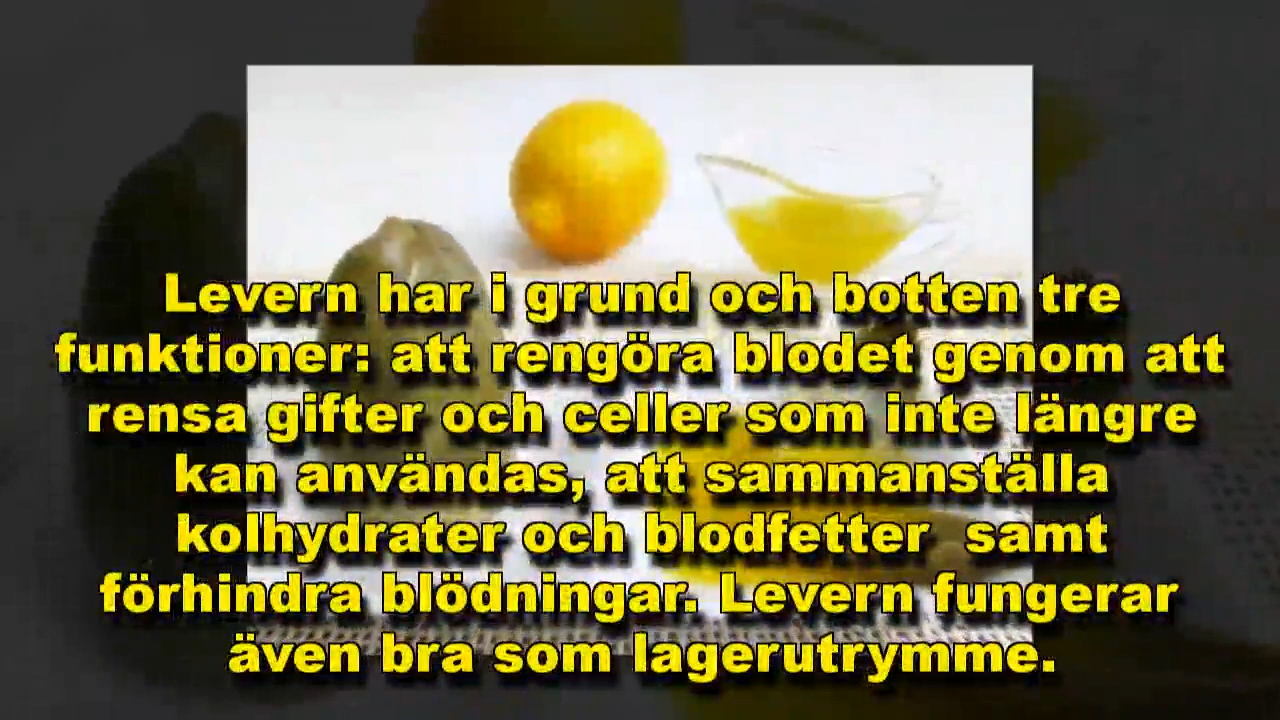 Levern har i grund och botten tre
funktioner: att rengöra blodet genom att
rensa gifter och celler som inte längre
kan användas, att sammanställa
kolhydrater och blodfetter  samt
förhindra blödningar. Levern fungerar
även bra som lagerutrymme.